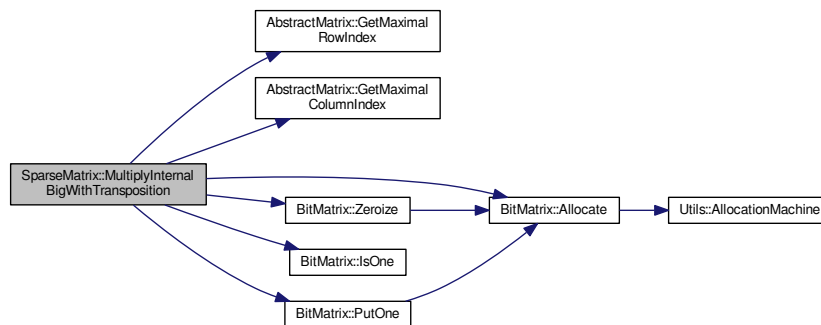 AbstractMatrix::GetMaximal
RowIndex
AbstractMatrix::GetMaximal
ColumnIndex
SparseMatrix::MultiplyInternal
BigWithTransposition
BitMatrix::Zeroize
BitMatrix::Allocate
Utils::AllocationMachine
BitMatrix::IsOne
BitMatrix::PutOne